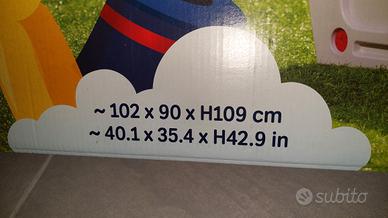 ~ 102 x 90 x H109 cm
~ 40.1 x 35.4 x H42.9 in
subito